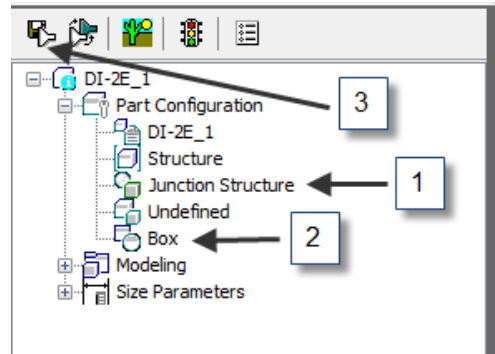 DI-2E_1
3
Part Configuration
DI-2E_1
Structure
Junction Structure
1
Undefined
Box
2
Modeling
Size Parameters